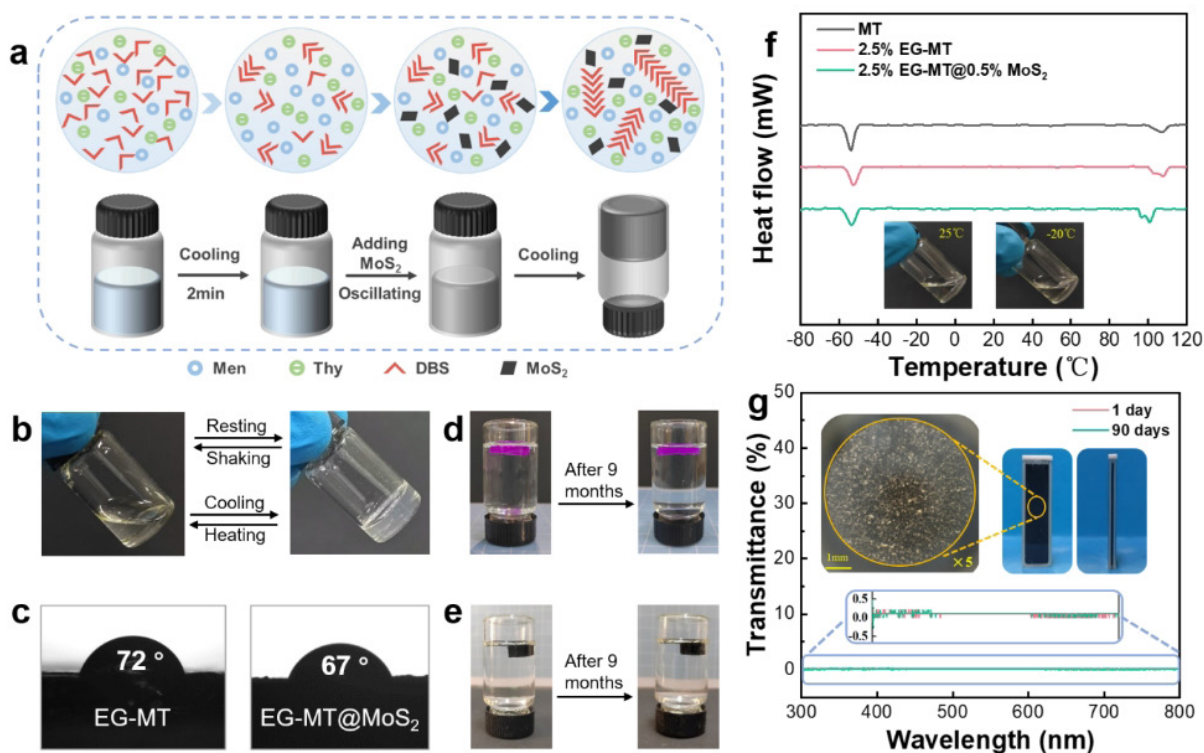 a
Cooling
2min
Adding
MoS₂
Oscillating
Cooling
Men
Thy
DBS
MoS₂
b
Resting
Shaking
Cooling
Heating
c
72 °
EG-MT
67 °
EG-MT@MoS₂
d
After 9
months
e
After 9
months
f
MT
2.5% EG-MT
2.5% EG-MT@0.5% MoS₂
Heat flow (mW)
25℃
-20℃
-80 -60 -40 -20 0 20 40 60 80 100 120
Temperature (℃)
g
1 day
90 days
Transmittance (%)
50
40
30
20
10
0
1mm
×5
0.5
0.0
-0.5
300 400 500 600 700 800
Wavelength (nm)